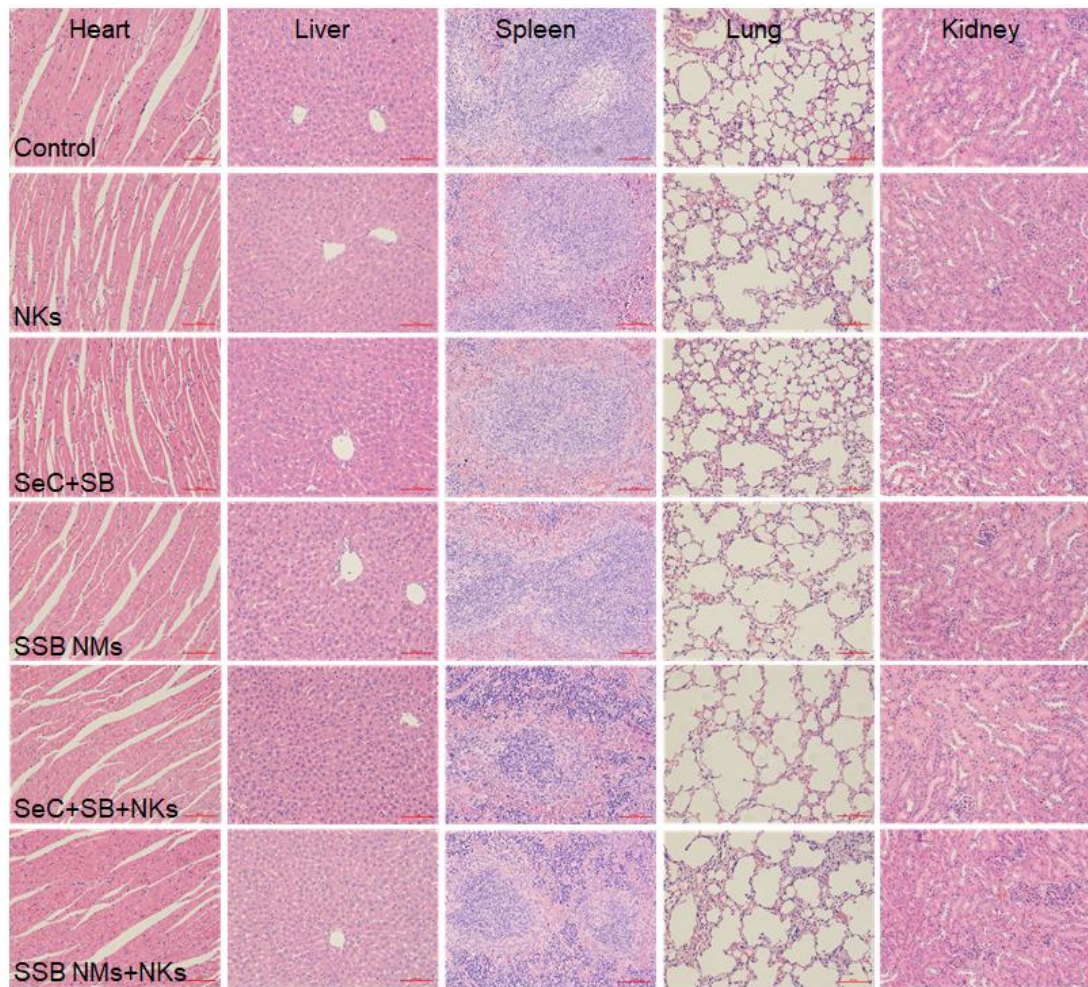 Heart Liver Spleen Lung Kidney
Control
NKs
SeC+SB
SSB NMs
SeC+SB+NKs
SSB NMs+NKs